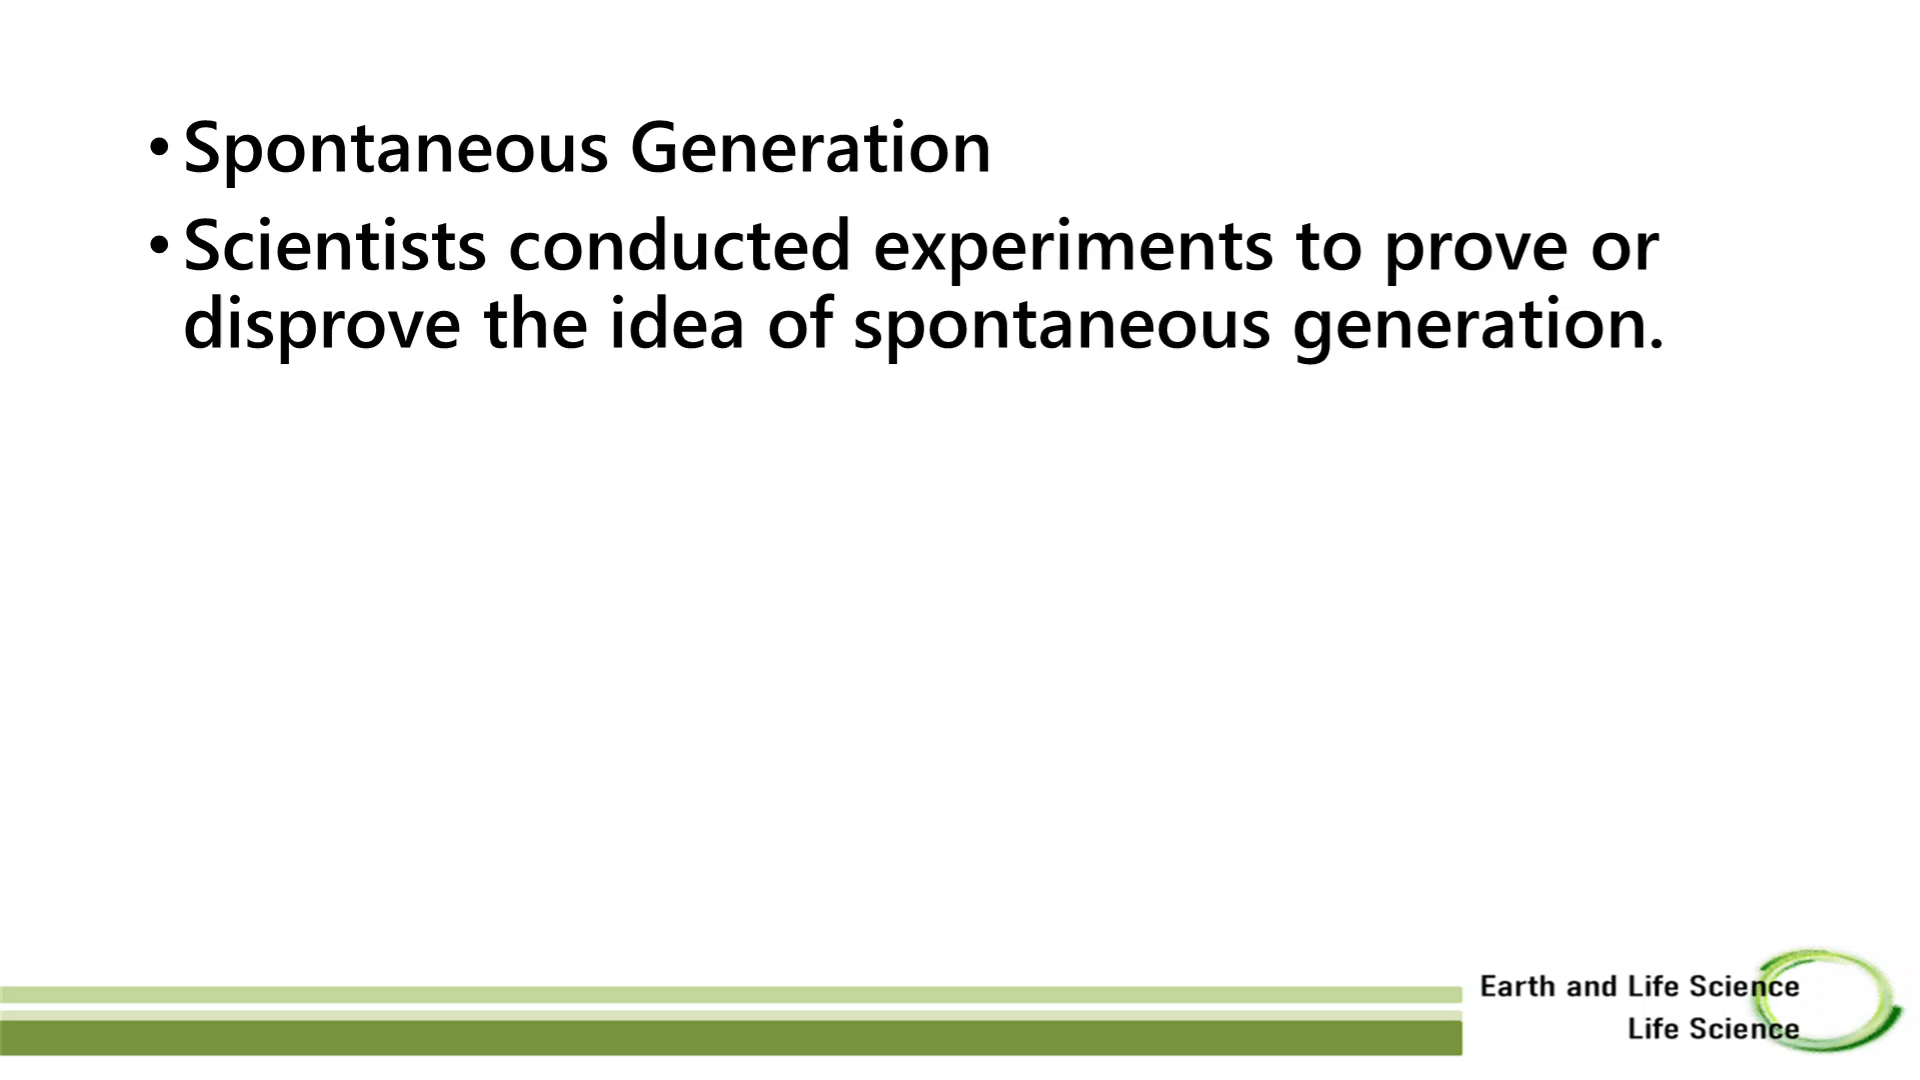 • Spontaneous Generation
• Scientists conducted experiments to prove or
disprove the idea of spontaneous generation.
Earth and Life Science
Life Science